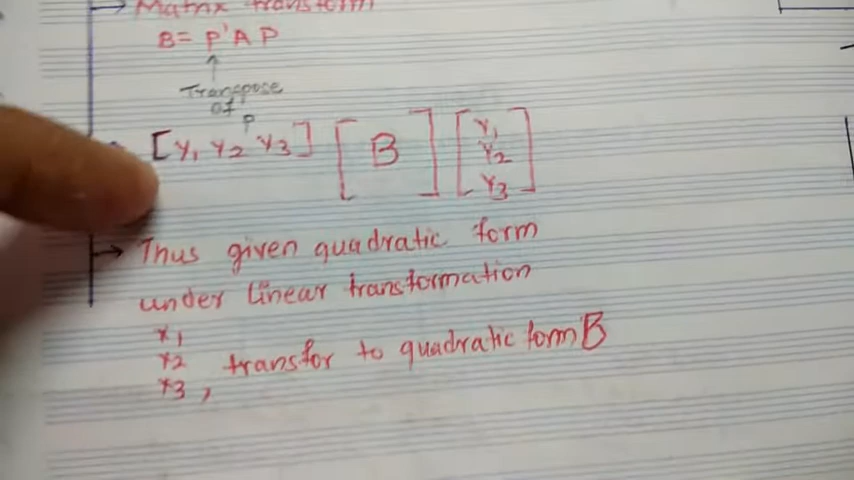 → Matrix transform
B = P'A P
↑
Transpose
of
P
[Y₁ Y₂ Y₃] [B] [Y₁ Y₂ Y₃]
→ Thus given quadratic form
under linear transformation
x₁
x₂
x₃, transfor to quadratic form B